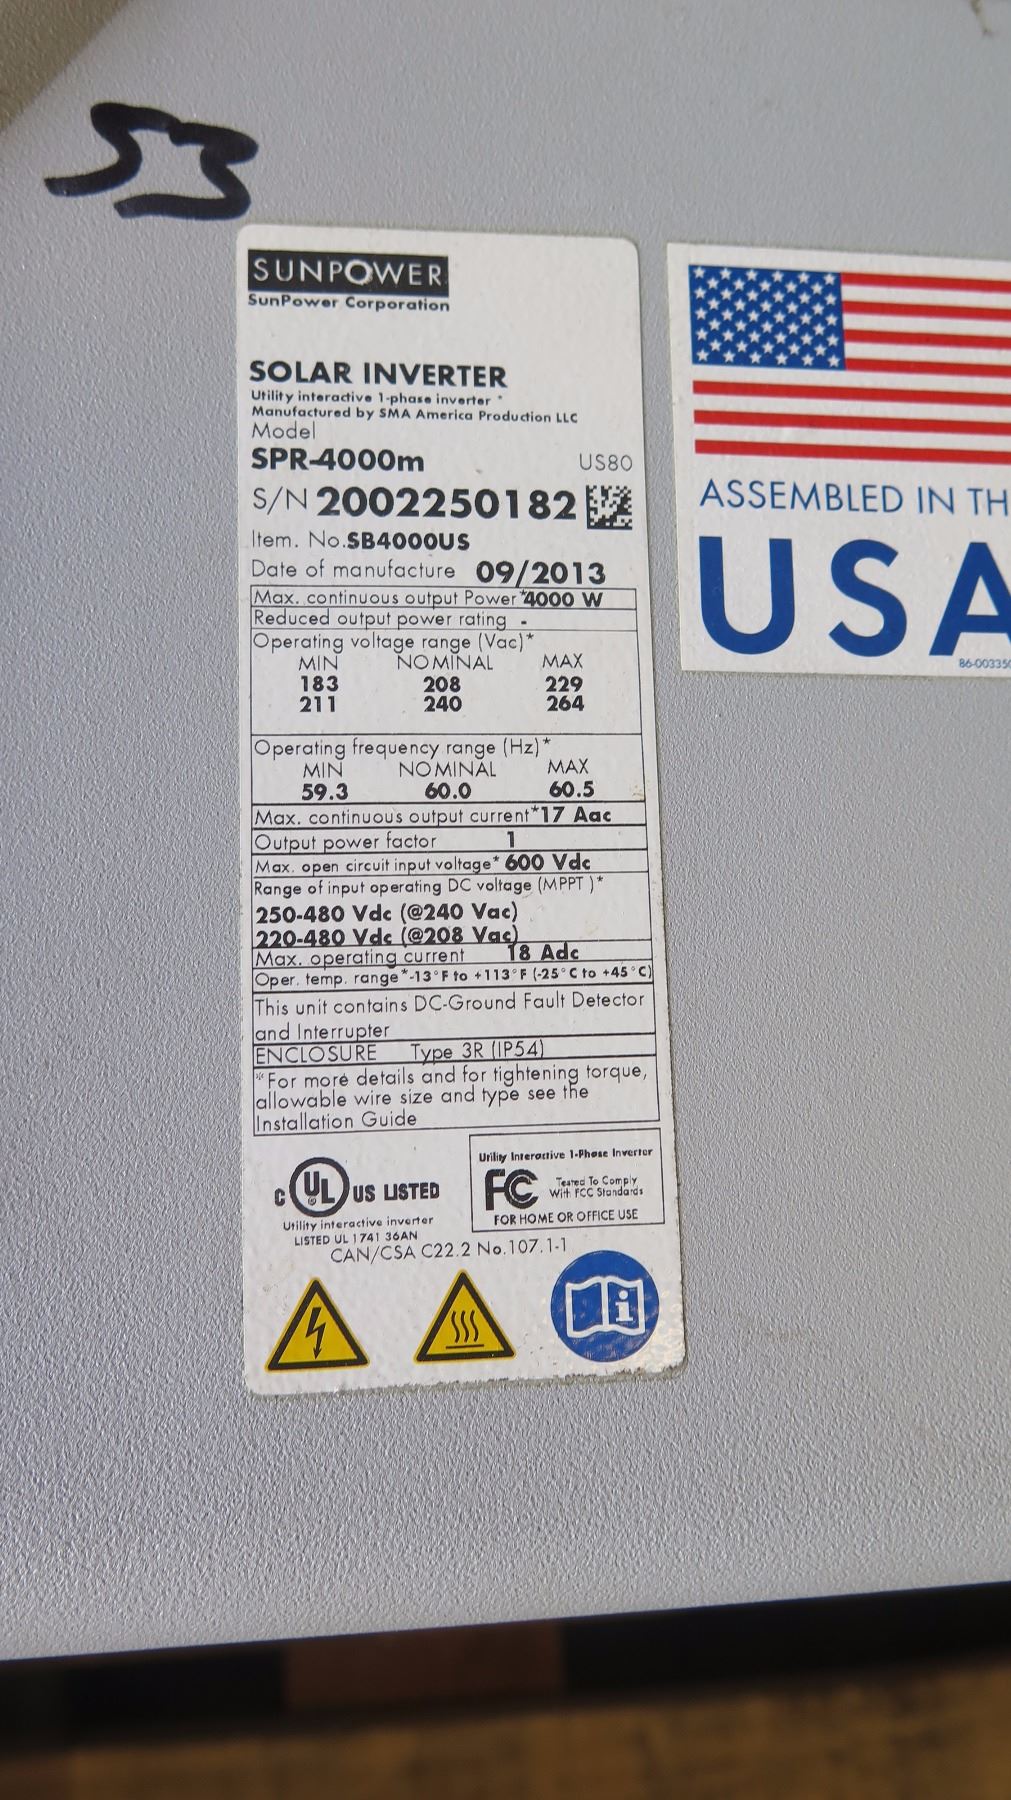 53
SUNPOWER
SunPower Corporation
SOLAR INVERTER
Utility interactive 1-phase inverter *
Manufactured by SMA America Production LLC
Model
SPR-4000m US80
S/N 2002250182
Item. No.SB4000US
Date of manufacture 09/2013
Max. continuous output Power*4000 W
Reduced output power rating -
Operating voltage range (Vac)*
MIN NOMINAL MAX
183 208 229
211 240 264
Operating frequency range (Hz)*
MIN NOMINAL MAX
59.3 60.0 60.5
Max. continuous output current*17 Aac
Output power factor 1
Max. open circuit input voltage* 600 Vdc
Range of input operating DC voltage (MPPT )*
250-480 Vdc (@240 Vac)
220-480 Vdc (@208 Vac)
Max. operating current 18 Adc
Oper. temp. range*-13°F to +113°F (-25°C to +45°C)
This unit contains DC-Ground Fault Detector
and Interrupter
ENCLOSURE Type 3R (IP54)
*For more details and for tightening torque,
allowable wire size and type see the
Installation Guide
C UL US LISTED
Utility interactive inverter
LISTED UL 1741 36AN
CAN/CSA C22.2 No.107.1-1
Utility Interactive 1-Phase Inverter
FC Tested To Comply
With FCC Standards
FOR HOME OR OFFICE USE
i
ASSEMBLED IN TH
USA
86-00335